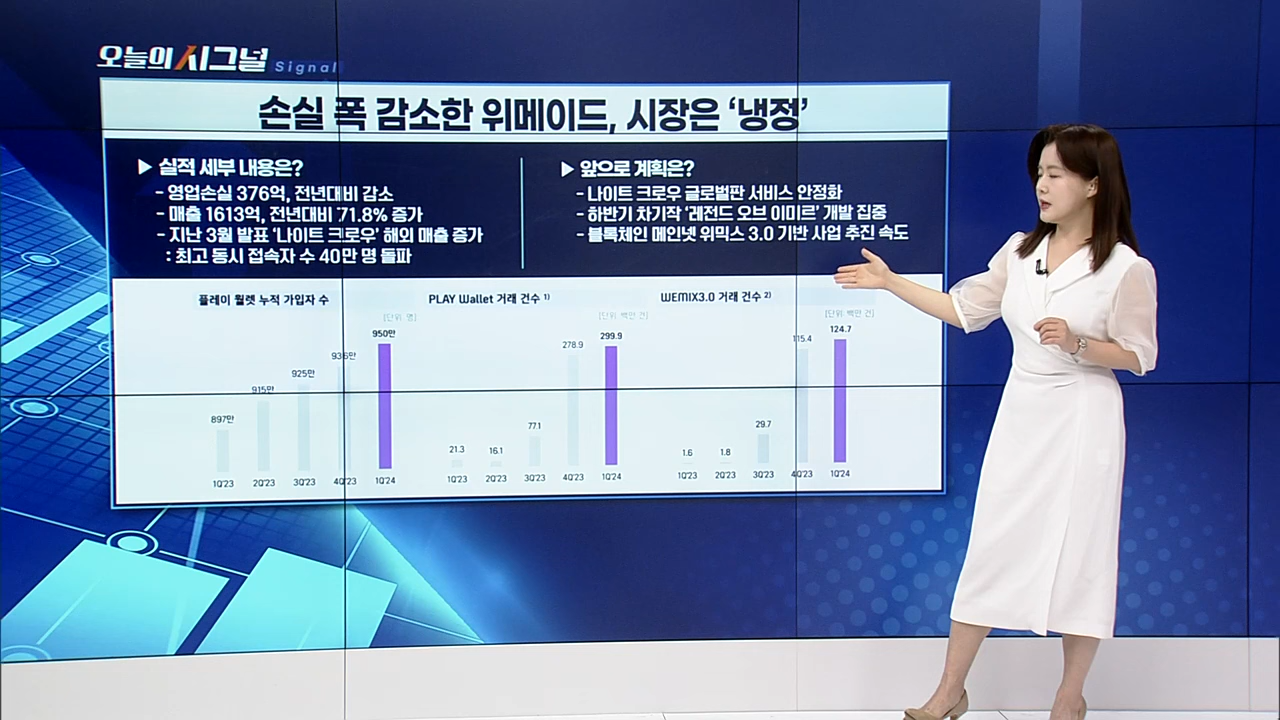 오늘의 시그널 Signal
손실 폭 감소한 위메이드, 시장은 ‘냉정’
▶ 실적 세부 내용은?
- 영업손실 376억, 전년대비 감소
- 매출 1613억, 전년대비 71.8% 증가
- 지난 3월 발표 ‘나이트 크로우’ 해외 매출 증가
: 최고 동시 접속자 수 40만 명 돌파
▶ 앞으로 계획은?
- 나이트 크로우 글로벌판 서비스 안정화
- 하반기 차기작 ‘레전드 오브 이미르’ 개발 집중
- 블록체인 메인넷 위믹스 3.0 기반 사업 추진 속도
플레이 월렛 누적 가입자 수
[단위: 명]
897만 915만 925만 936만 950만
1Q'23 2Q'23 3Q'23 4Q'23 1Q'24
PLAY Wallet 거래 건수 1)
[단위: 백만 건]
21.3 16.1 77.1 278.9 299.9
1Q'23 2Q'23 3Q'23 4Q'23 1Q'24
WEMIX3.0 거래 건수 2)
[단위: 백만 건]
1.6 1.8 29.7 115.4 124.7
1Q'23 2Q'23 3Q'23 4Q'23 1Q'24